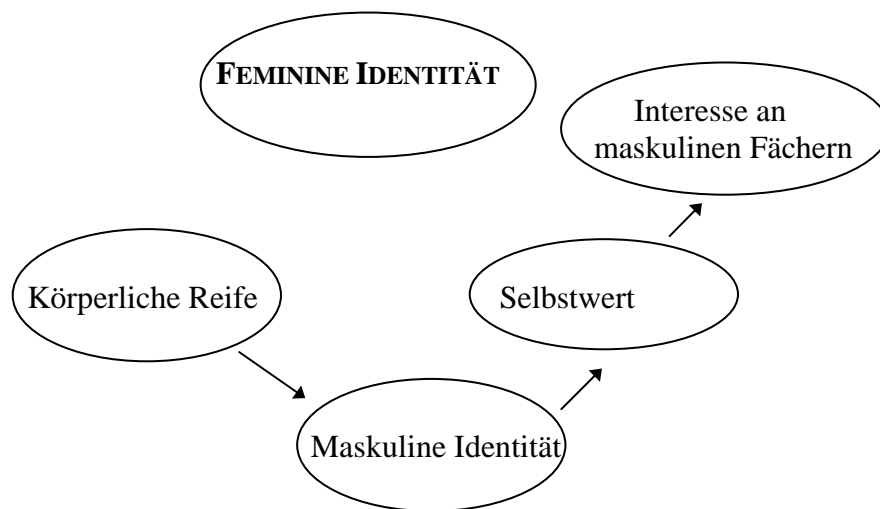 FEMININE IDENTITÄT
Interesse an
maskulinen Fächern
Körperliche Reife
Selbstwert
Maskuline Identität